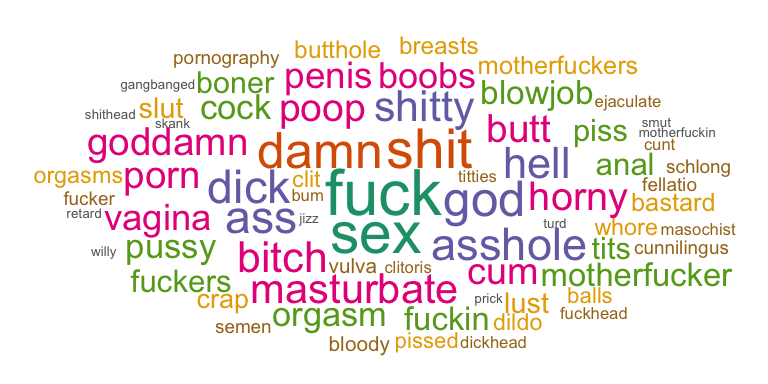 pornography butthole breasts
gangbanged boner penis boobs motherfuckers
shithead slut cock poop shitty blowjob ejaculate
skank goddamn damn shit butt piss smut motherfuckin cunt
orgasms porn dick clit titties hell anal schlong
fucker bum fuck god horny fellatio bastard
retard vagina ass jizz sex turd whore masochist
willy pussy bitch vulva clitoris asshole tits cunnilingus
fuckers masturbate cum motherfucker
crap orgasm prick lust balls
semen fuckin dildo fuckhead
bloody pissed dickhead